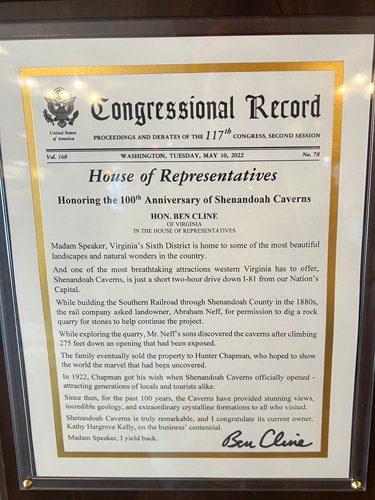 Congressional Record
United States
of America
PROCEEDINGS AND DEBATES OF THE 117th CONGRESS, SECOND SESSION
Vol. 168 WASHINGTON, TUESDAY, MAY 10, 2022 No. 78
House of Representatives
Honoring the 100th Anniversary of Shenandoah Caverns
HON. BEN CLINE
OF VIRGINIA
IN THE HOUSE OF REPRESENTATIVES
Madam Speaker, Virginia's Sixth District is home to some of the most beautiful
landscapes and natural wonders in the country.
And one of the most breathtaking attractions western Virginia has to offer,
Shenandoah Caverns, is just a short two-hour drive down I-81 from our Nation's
Capital.
While building the Southern Railroad through Shenandoah County in the 1880s,
the rail company asked landowner, Abraham Neff, for permission to dig a rock
quarry for stones to help continue the project.
While exploring the quarry, Mr. Neff's sons discovered the caverns after climbing
275 feet down an opening that had been exposed.
The family eventually sold the property to Hunter Chapman, who hoped to show
the world the marvel that had been uncovered.
In 1922, Chapman got his wish when Shenandoah Caverns officially opened -
attracting generations of locals and tourists alike.
Since then, for the past 100 years, the Caverns have provided stunning views,
incredible geology, and extraordinary crystalline formations to all who visited.
Shenandoah Caverns is truly remarkable, and I congratulate its current owner,
Kathy Hargrove Kelly, on the business' centennial.
Madam Speaker, I yield back.
Ben Cline